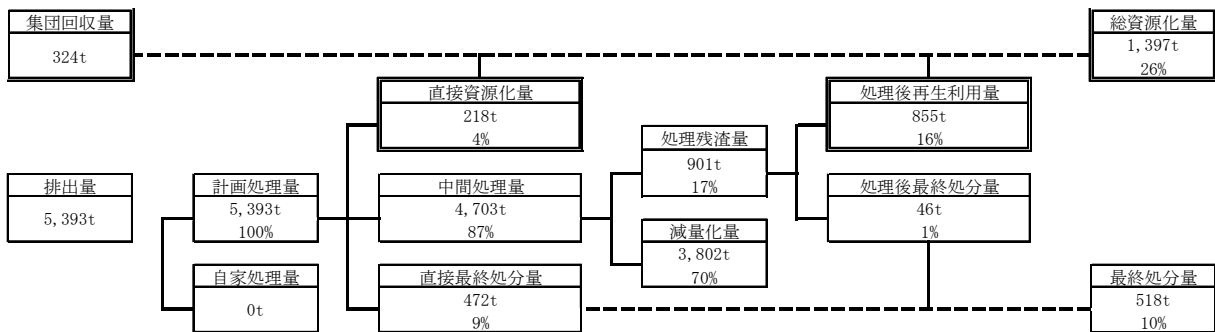 集団回収量
324t
総資源化量
1,397t
26%
直接資源化量
218t
4%
処理後再生利用量
855t
16%
処理残渣量
901t
17%
排出量
5,393t
計画処理量
5,393t
100%
中間処理量
4,703t
87%
処理後最終処分量
46t
1%
減量化量
3,802t
70%
自家処理量
0t
直接最終処分量
472t
9%
最終処分量
518t
10%